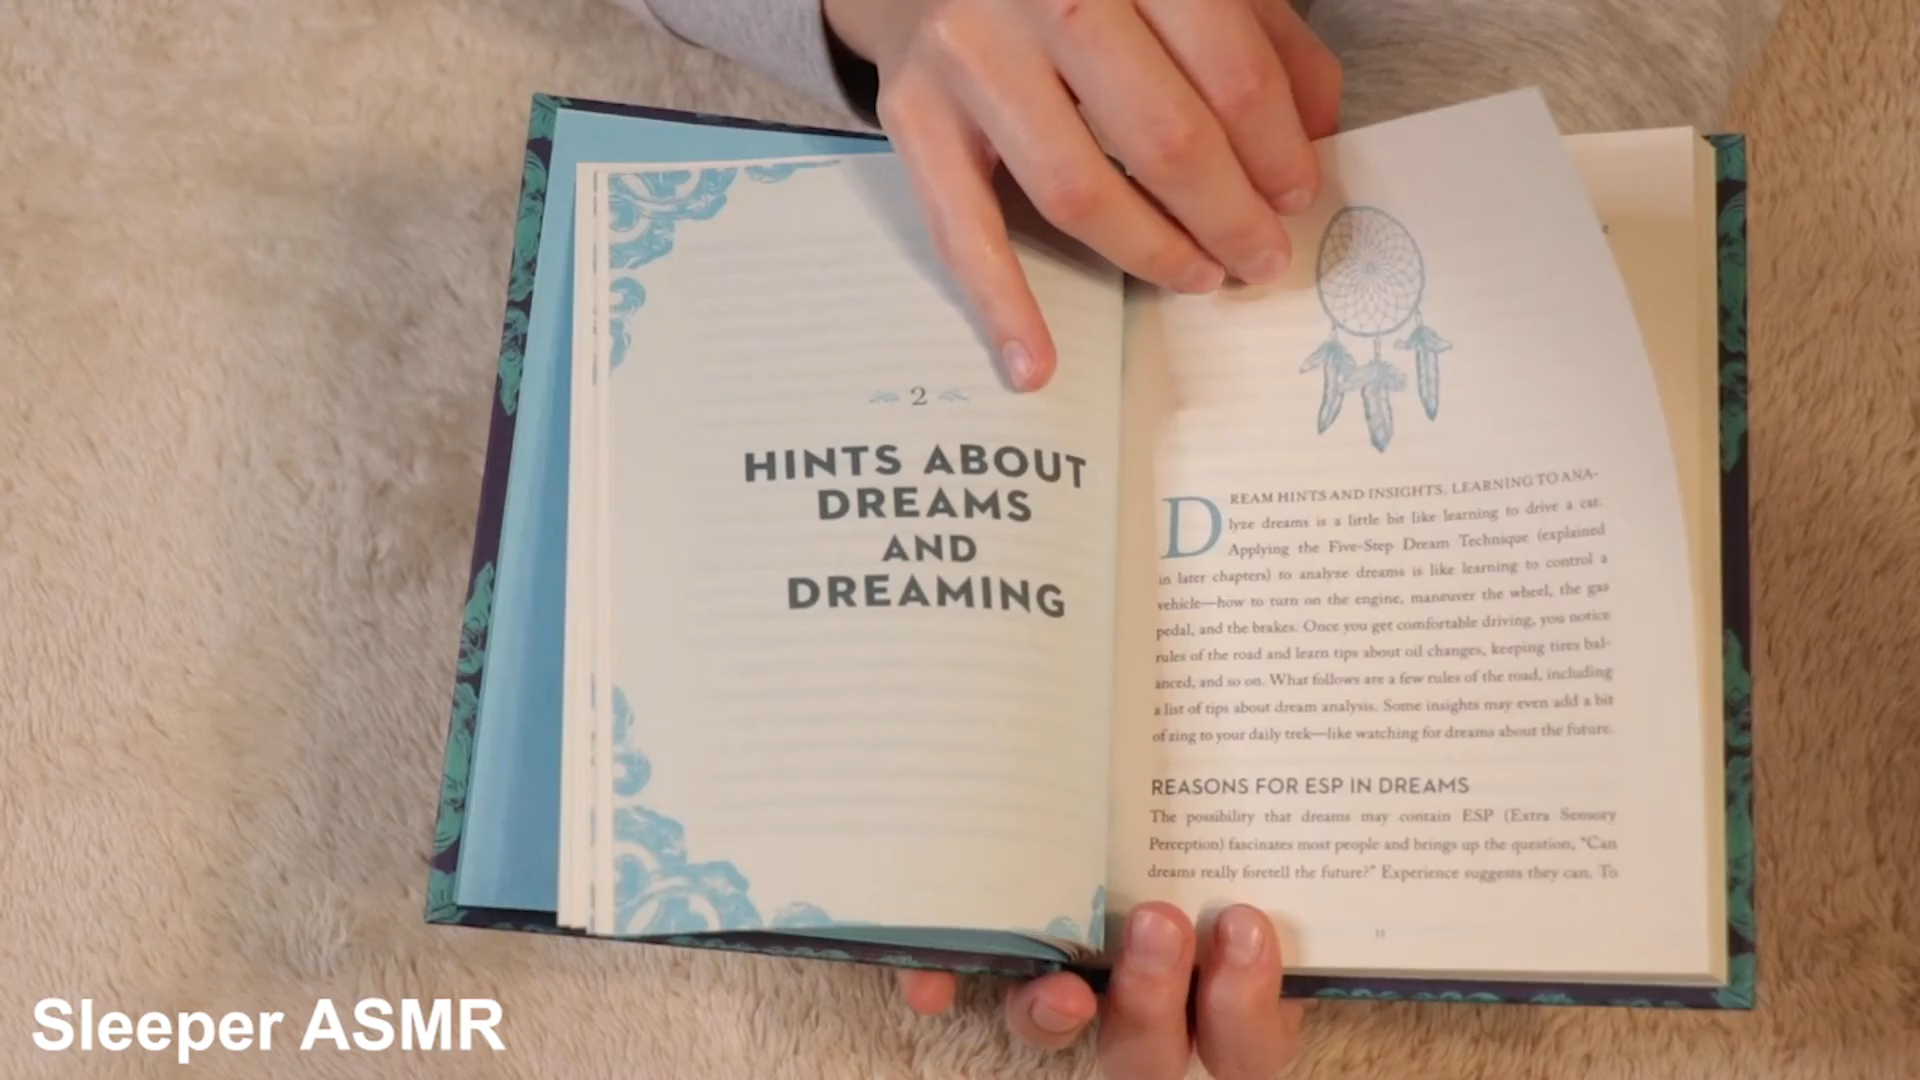 2
HINTS ABOUT
DREAMS
AND
DREAMING
DREAM HINTS AND INSIGHTS. LEARNING TO ANA-
lyze dreams is a little bit like learning to drive a car.
Applying the Five-Step Dream Technique (explained
in later chapters) to analyze dreams is like learning to control a
vehicle—how to turn on the engine, maneuver the wheel, the gas
pedal, and the brakes. Once you get comfortable driving, you notice
rules of the road and learn tips about oil changes, keeping tires bal-
anced, and so on. What follows are a few rules of the road, including
a list of tips about dream analysis. Some insights may even add a bit
of zing to your daily trek—like watching for dreams about the future.
REASONS FOR ESP IN DREAMS
The possibility that dreams may contain ESP (Extra Sensory
Perception) fascinates most people and brings up the question, "Can
dreams really foretell the future?" Experience suggests they can. To
11
Sleeper ASMR